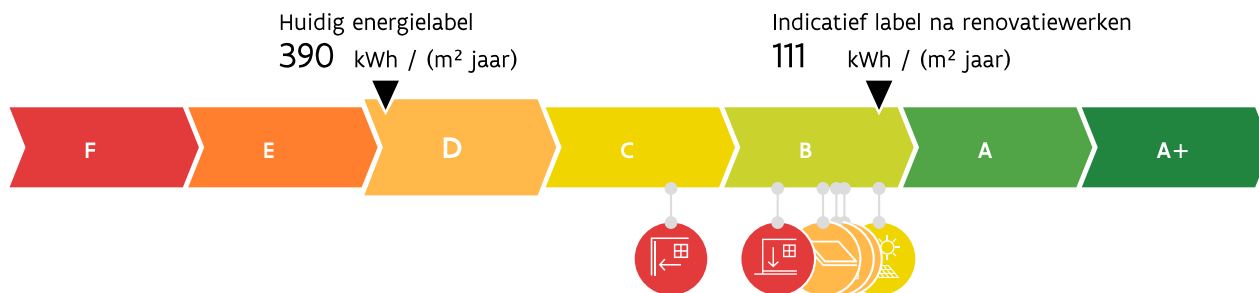 Huidig energielabel
390 kWh / (m² jaar)
Indicatief label na renovatiewerken
111 kWh / (m² jaar)
F E D C B A A+